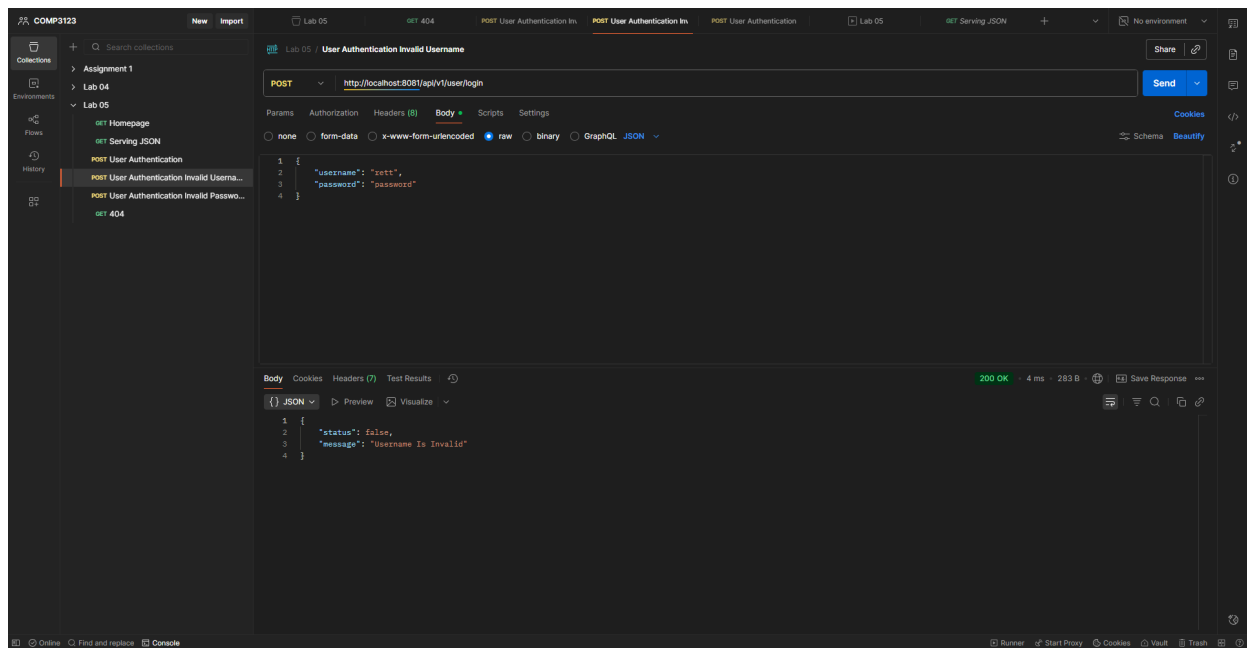 COMP3123
New Import
Lab 05
GET 404
POST User Authentication In
POST User Authentication In
POST User Authentication
Lab 05
GET Serving JSON
No environment
Collections
Environments
Flows
History
Search collections
Assignment 1
Lab 04
Lab 05
GET Homepage
GET Serving JSON
POST User Authentication
POST User Authentication Invalid Userna...
POST User Authentication Invalid Passwo...
GET 404
Lab 05 / User Authentication Invalid Username
Share
POST http://localhost:8081/api/v1/user/login
Send
Params Authorization Headers (8) Body Scripts Settings
Cookies
none form-data x-www-form-urlencoded raw binary GraphQL JSON
Schema Beautify
1 {
2 "username": "rett",
3 "password": "password"
4 }
Body Cookies Headers (7) Test Results
200 OK 4 ms 283 B Save Response
{} JSON Preview Visualize
1 {
2 "status": false,
3 "message": "Username Is Invalid"
4 }
Online Find and replace Console
Runner Start Proxy Cookies Vault Trash